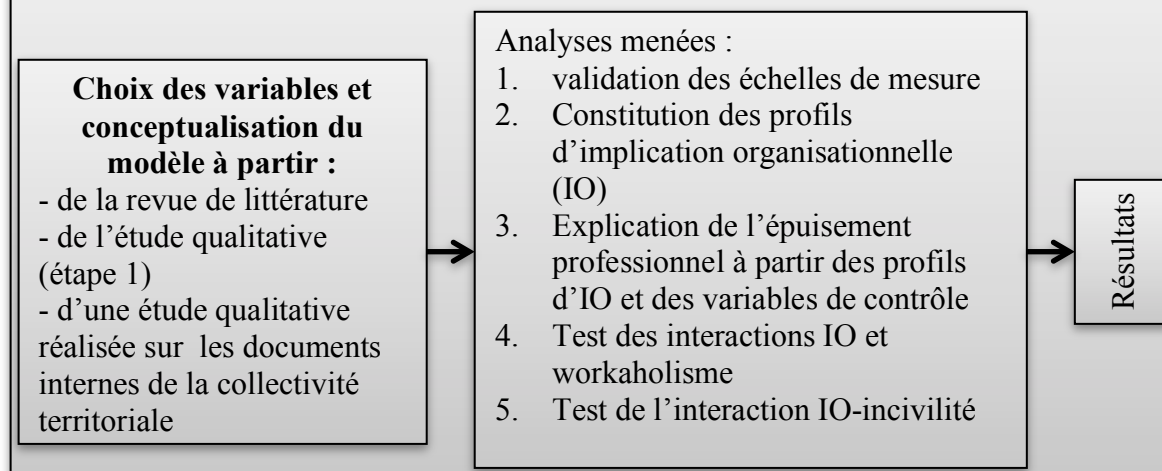 Choix des variables et
conceptualisation du
modèle à partir :
- de la revue de littérature
- de l’étude qualitative
(étape 1)
- d’une étude qualitative
réalisée sur les documents
internes de la collectivité
territoriale
Analyses menées :
1. validation des échelles de mesure
2. Constitution des profils
d’implication organisationnelle
(IO)
3. Explication de l’épuisement
professionnel à partir des profils
d’IO et des variables de contrôle
4. Test des interactions IO et
workaholisme
5. Test de l’interaction IO-incivilité
Résultats